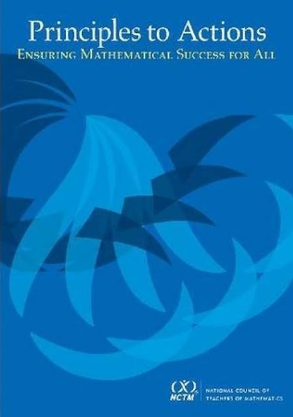 Principles to Actions
ENSURING MATHEMATICAL SUCCESS FOR ALL
NCTM
NATIONAL COUNCIL OF
TEACHERS OF MATHEMATICS